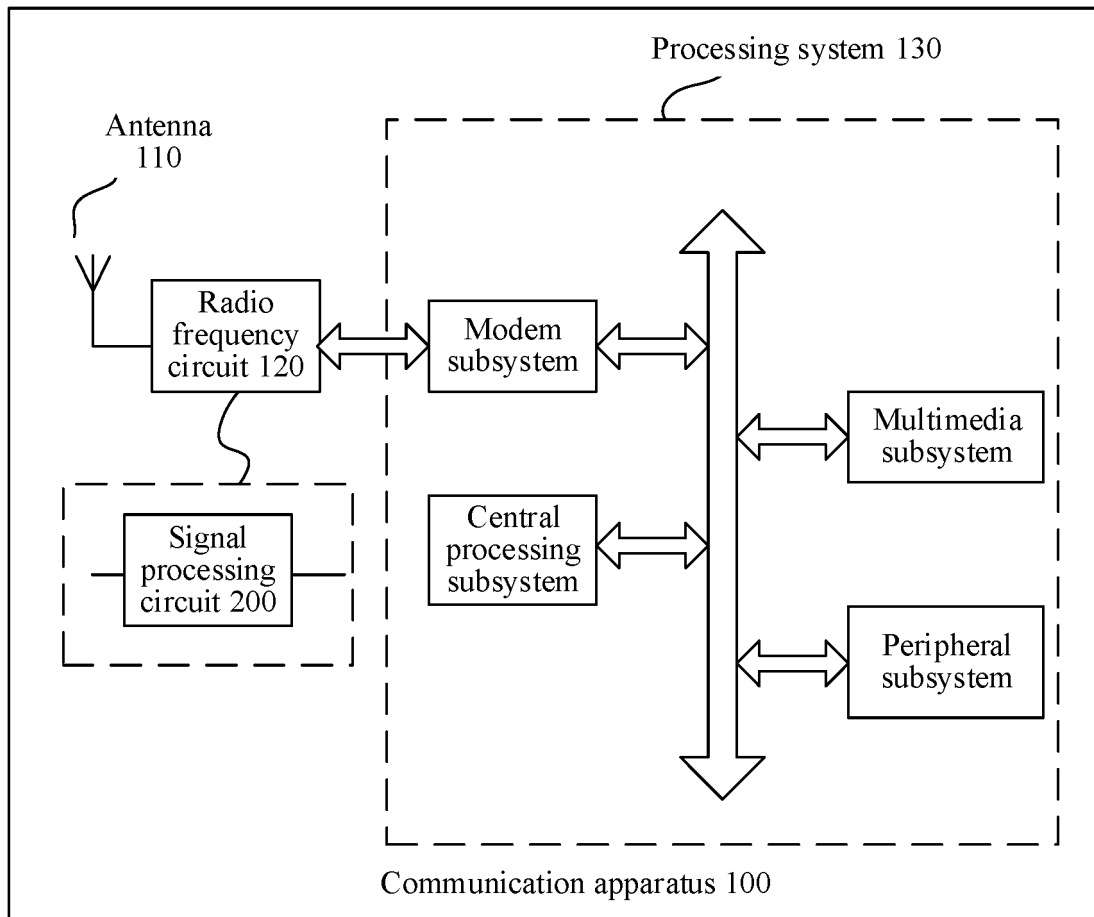 Processing system 130
Antenna
110
Radio
frequency
circuit 120
Modem
subsystem
Multimedia
subsystem
Central
processing
subsystem
Signal
processing
circuit 200
Peripheral
subsystem
Communication apparatus 100